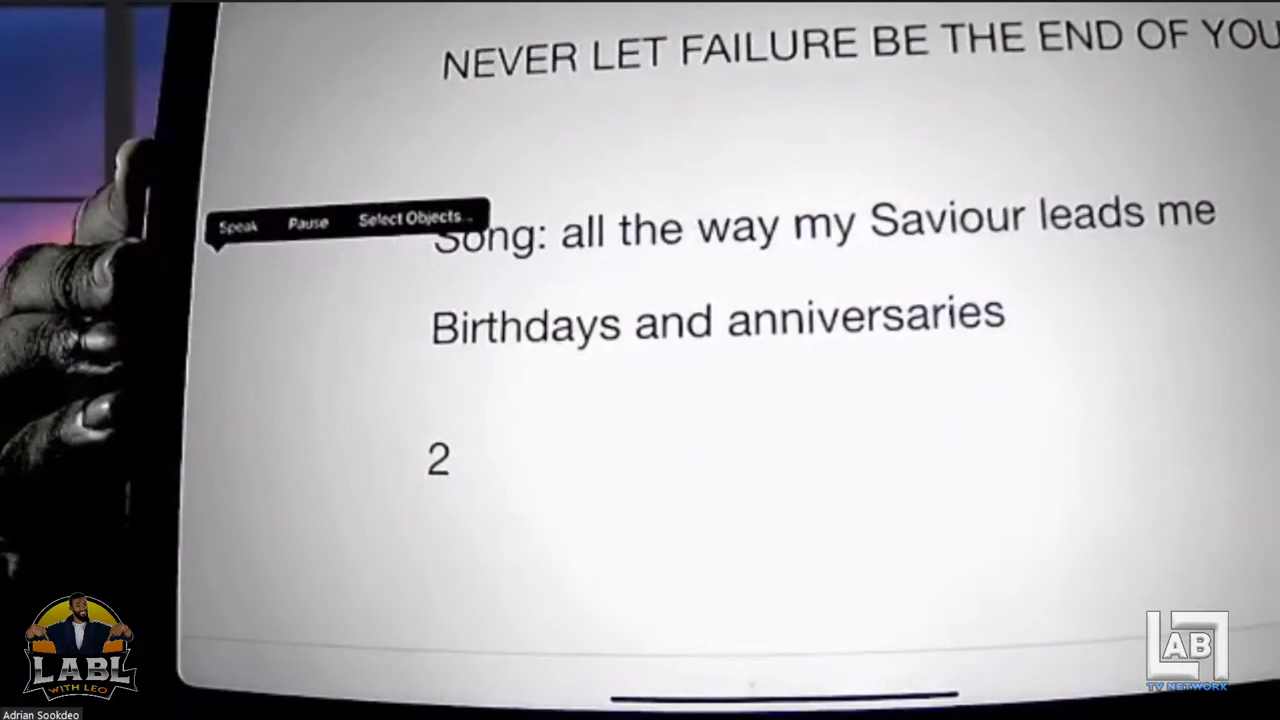 NEVER LET FAILURE BE THE END OF YOU
Speak Pause Select Objects...
Song: all the way my Saviour leads me
Birthdays and anniversaries
2
LABL
WITH LEO
LAB
TV NETWORK
Adrian Sookdeo